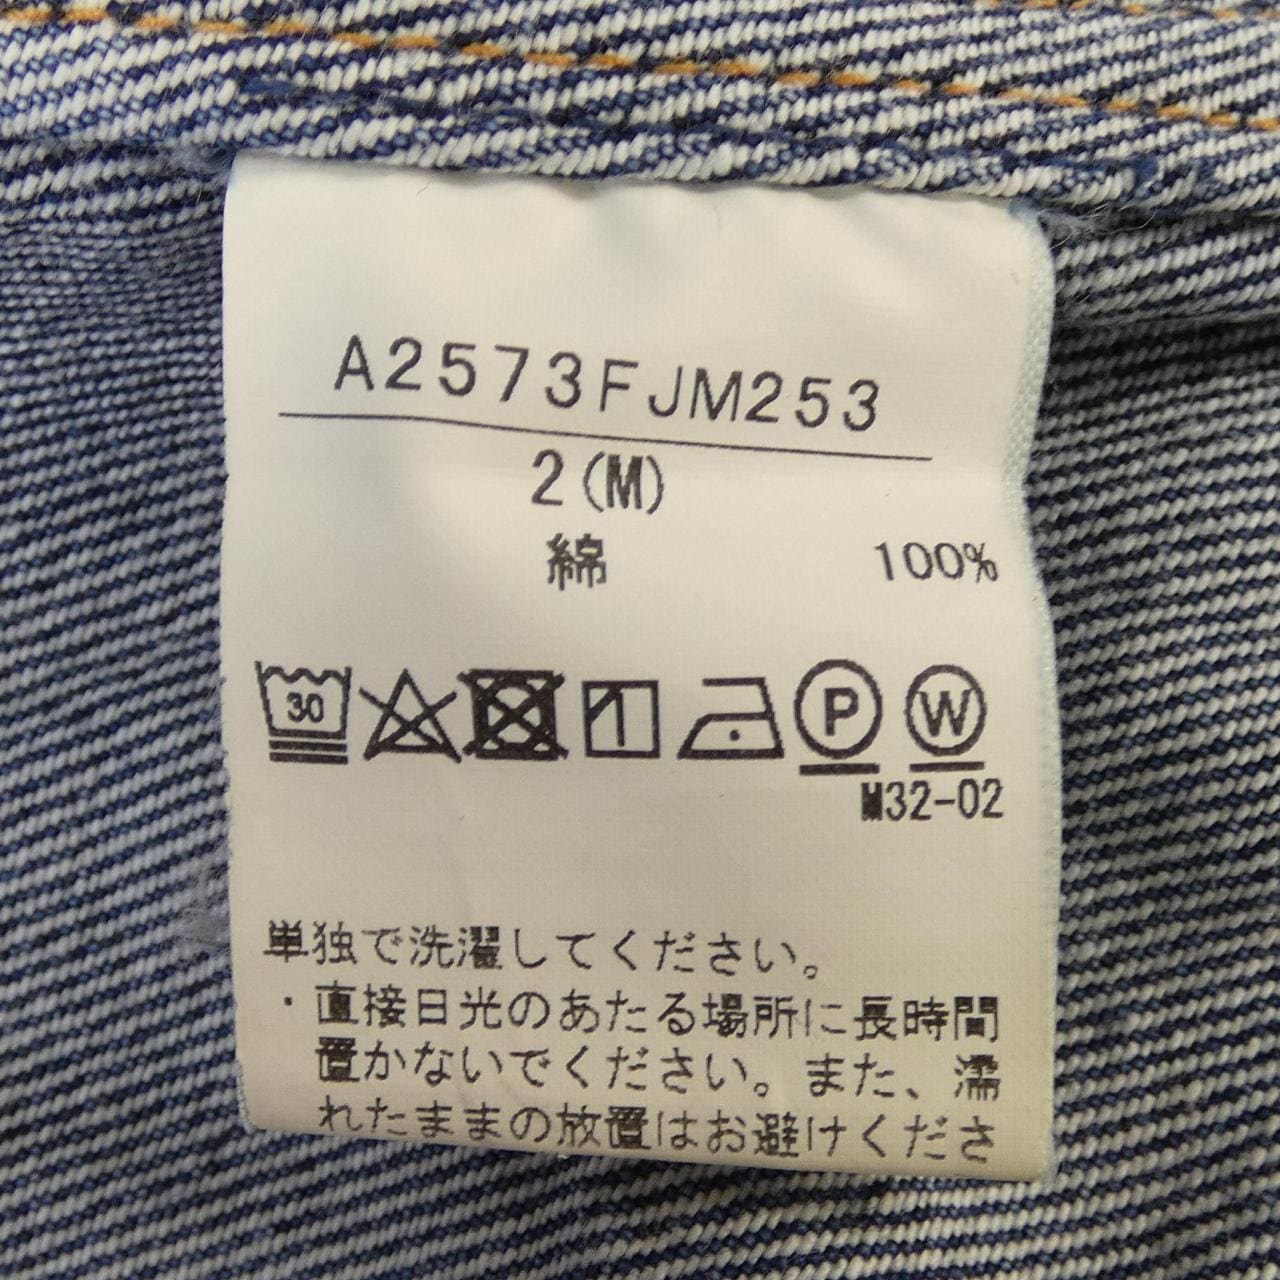 A2573FJM253
2(M)
綿 100%
30 P W
M32-02
単独で洗濯してください。
・直接日光のあたる場所に長時間
置かないでください。また、濡
れたままの放置はお避けくださ